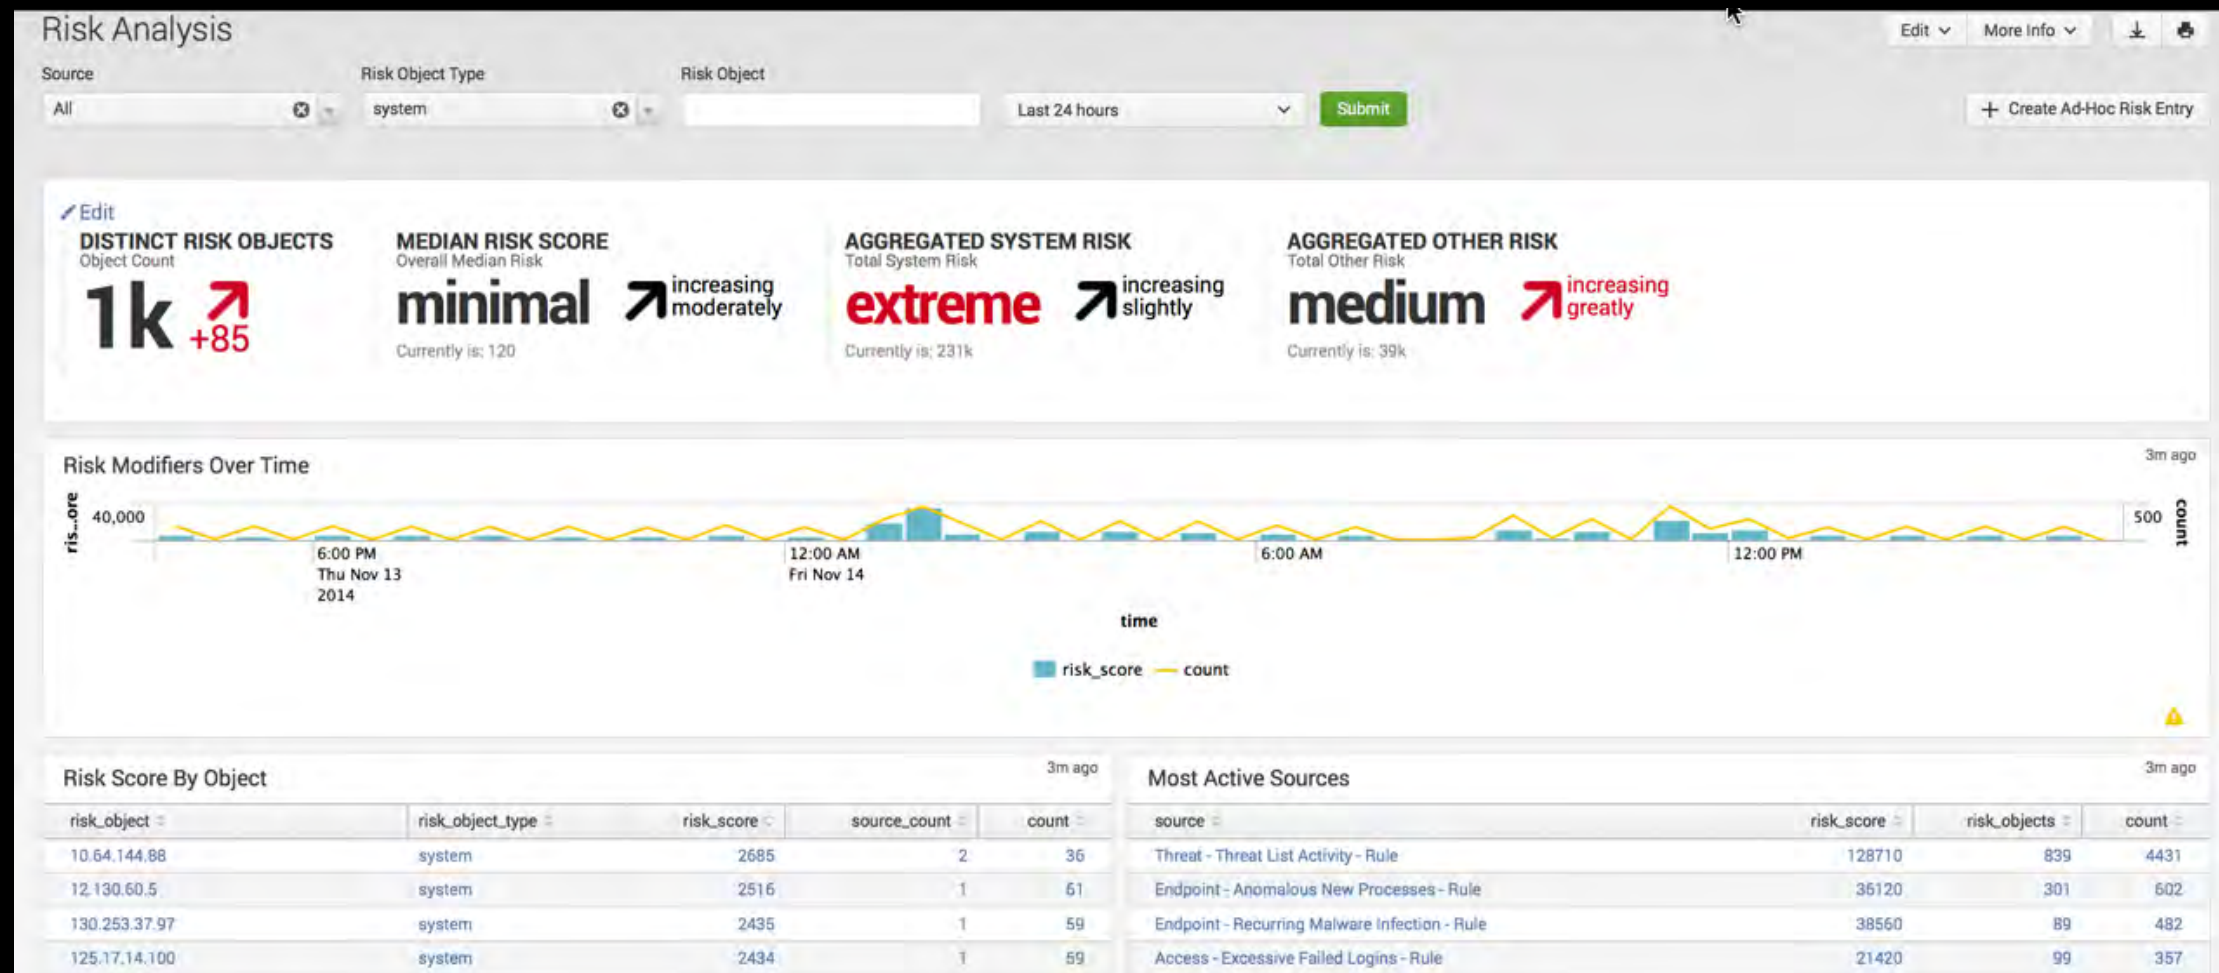 Risk Analysis
Edit More Info
Source Risk Object Type Risk Object
All system Last 24 hours Submit + Create Ad-Hoc Risk Entry
Edit
DISTINCT RISK OBJECTS
Object Count
1k +85
MEDIAN RISK SCORE
Overall Median Risk
minimal increasing moderately
Currently is: 120
AGGREGATED SYSTEM RISK
Total System Risk
extreme increasing slightly
Currently is: 231k
AGGREGATED OTHER RISK
Total Other Risk
medium increasing greatly
Currently is: 39k
Risk Modifiers Over Time 3m ago
ris...ore
40,000
500
count
6:00 PM 12:00 AM 6:00 AM 12:00 PM
Thu Nov 13 Fri Nov 14
2014
time
risk_score count
Risk Score By Object 3m ago
risk_object risk_object_type risk_score source_count count
10.64.144.88 system 2685 2 36
12.130.60.5 system 2516 1 61
130.253.37.97 system 2435 1 59
125.17.14.100 system 2434 1 59
Most Active Sources 3m ago
source risk_score risk_objects count
Threat - Threat List Activity - Rule 128710 839 4431
Endpoint - Anomalous New Processes - Rule 36120 301 602
Endpoint - Recurring Malware Infection - Rule 38560 89 482
Access - Excessive Failed Logins - Rule 21420 99 357